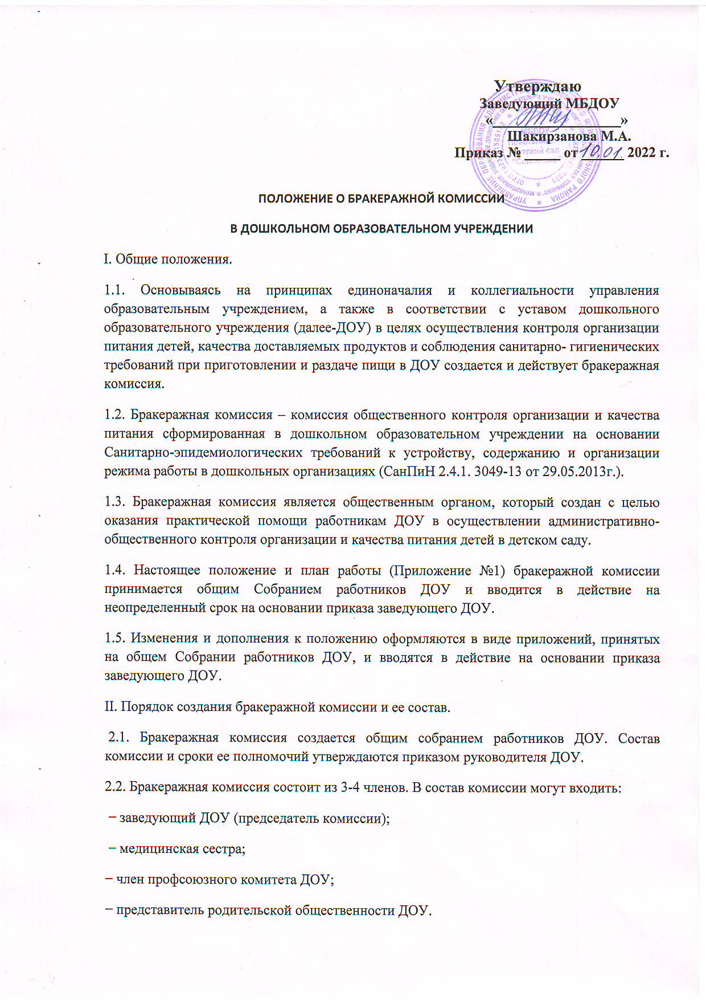 Утверждаю
Заведующий МБДОУ
«__________________»
Шакирзанова М.А.
Приказ № _____ от 10.01. 2022 г.
ПОЛОЖЕНИЕ О БРАКЕРАЖНОЙ КОМИССИИ
В ДОШКОЛЬНОМ ОБРАЗОВАТЕЛЬНОМ УЧРЕЖДЕНИИ
I. Общие положения.
1.1. Основываясь на принципах единоначалия и коллегиальности управления
образовательным учреждением, а также в соответствии с уставом дошкольного
образовательного учреждения (далее-ДОУ) в целях осуществления контроля организации
питания детей, качества доставляемых продуктов и соблюдения санитарно- гигиенических
требований при приготовлении и раздаче пищи в ДОУ создается и действует бракеражная
комиссия.
1.2. Бракеражная комиссия – комиссия общественного контроля организации и качества
питания сформированная в дошкольном образовательном учреждении на основании
Санитарно-эпидемиологических требований к устройству, содержанию и организации
режима работы в дошкольных организациях (СанПиН 2.4.1. 3049-13 от 29.05.2013г.).
1.3. Бракеражная комиссия является общественным органом, который создан с целью
оказания практической помощи работникам ДОУ в осуществлении административно-
общественного контроля организации и качества питания детей в детском саду.
1.4. Настоящее положение и план работы (Приложение №1) бракеражной комиссии
принимается общим Собранием работников ДОУ и вводится в действие на
неопределенный срок на основании приказа заведующего ДОУ.
1.5. Изменения и дополнения к положению оформляются в виде приложений, принятых
на общем Собрании работников ДОУ, и вводятся в действие на основании приказа
заведующего ДОУ.
II. Порядок создания бракеражной комиссии и ее состав.
2.1. Бракеражная комиссия создается общим собранием работников ДОУ. Состав
комиссии и сроки ее полномочий утверждаются приказом руководителя ДОУ.
2.2. Бракеражная комиссия состоит из 3-4 членов. В состав комиссии могут входить:
− заведующий ДОУ (председатель комиссии);
− медицинская сестра;
− член профсоюзного комитета ДОУ;
− представитель родительской общественности ДОУ.